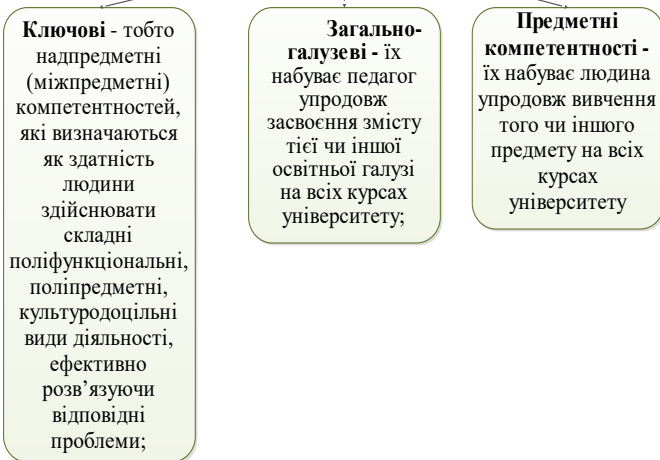 Ключові - тобто
надпредметні
(міжпредметні)
компетентностей,
які визначаються
як здатність
людини
здійснювати
складні
поліфункціональні,
поліпредметні,
культуродоцільні
види діяльності,
ефективно
розв’язуючи
відповідні
проблеми;
Загально-
галузеві - їх
набуває педагог
упродовж
засвоєння змісту
тієї чи іншої
освітньої галузі
на всіх курсах
університету;
Предметні
компетентності -
їх набуває людина
упродовж вивчення
того чи іншого
предмету на всіх
курсах
університету